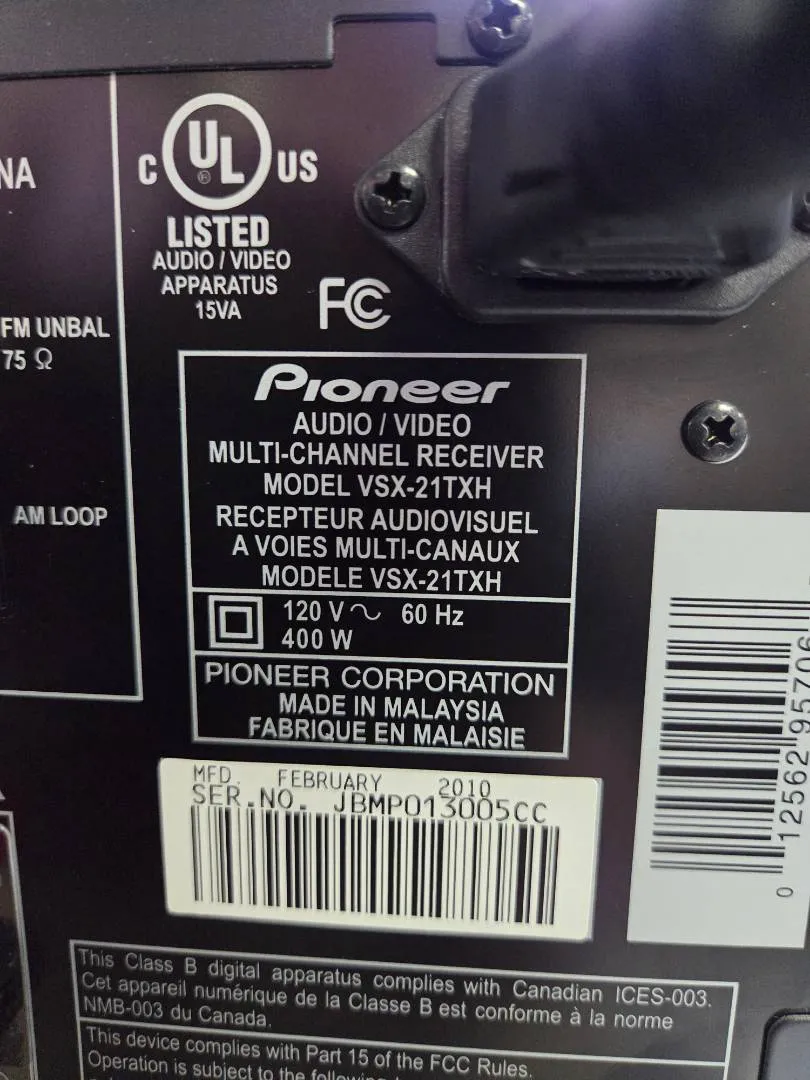 C UL US
®
LISTED
AUDIO / VIDEO
APPARATUS
15VA
FC
NA
FM UNBAL
75 Ω
AM LOOP
Pioneer
AUDIO / VIDEO
MULTI-CHANNEL RECEIVER
MODEL VSX-21TXH
RECEPTEUR AUDIOVISUEL
A VOIES MULTI-CANAUX
MODELE VSX-21TXH
120 V ~ 60 Hz
400 W
PIONEER CORPORATION
MADE IN MALAYSIA
FABRIQUE EN MALAISIE
MFD. FEBRUARY 2010
SER.NO. JBMP013005CC
0 12562 95706
This Class B digital apparatus complies with Canadian ICES-003.
Cet appareil numérique de la Classe B est conforme à la norme
NMB-003 du Canada.
This device complies with Part 15 of the FCC Rules.
Operation is subject to the